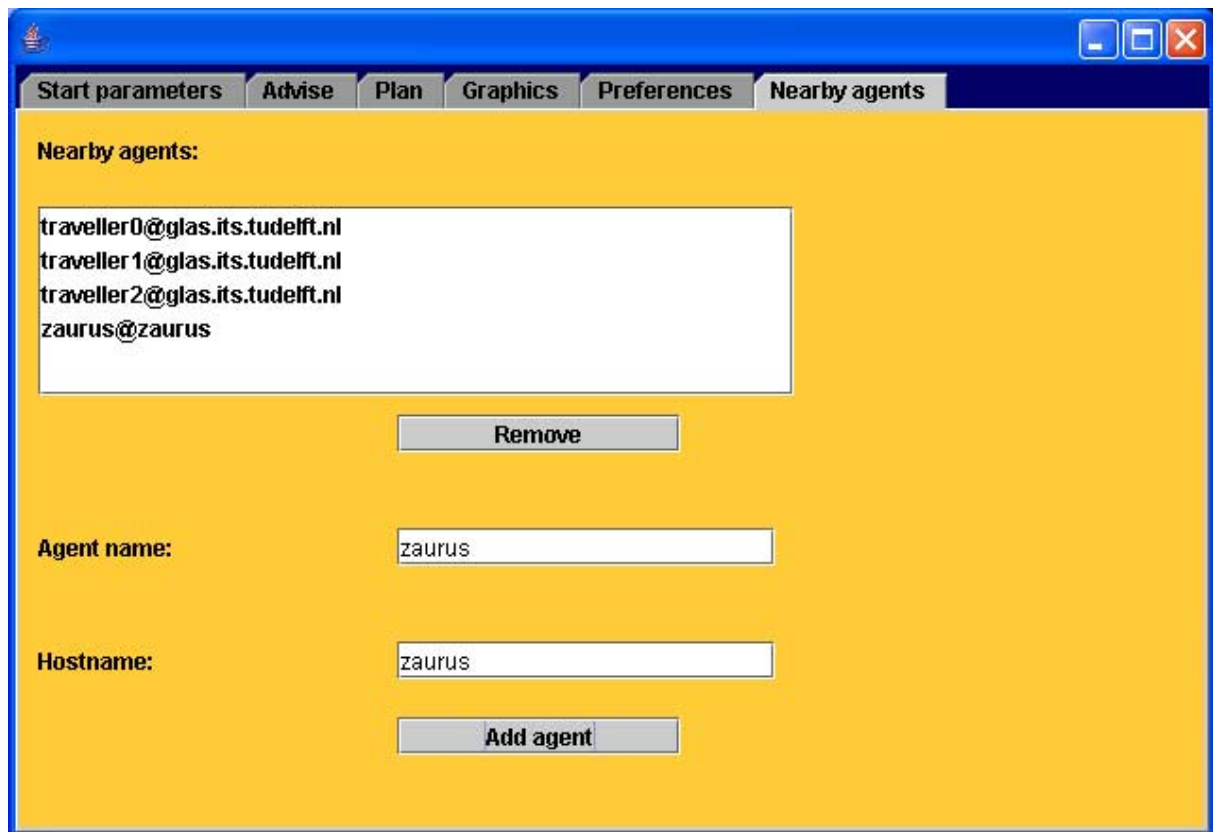 Start parameters Advise Plan Graphics Preferences Nearby agents
Nearby agents:
traveller0@glas.its.tudelft.nl
traveller1@glas.its.tudelft.nl
traveller2@glas.its.tudelft.nl
zaurus@zaurus
Remove
Agent name: zaurus
Hostname: zaurus
Add agent